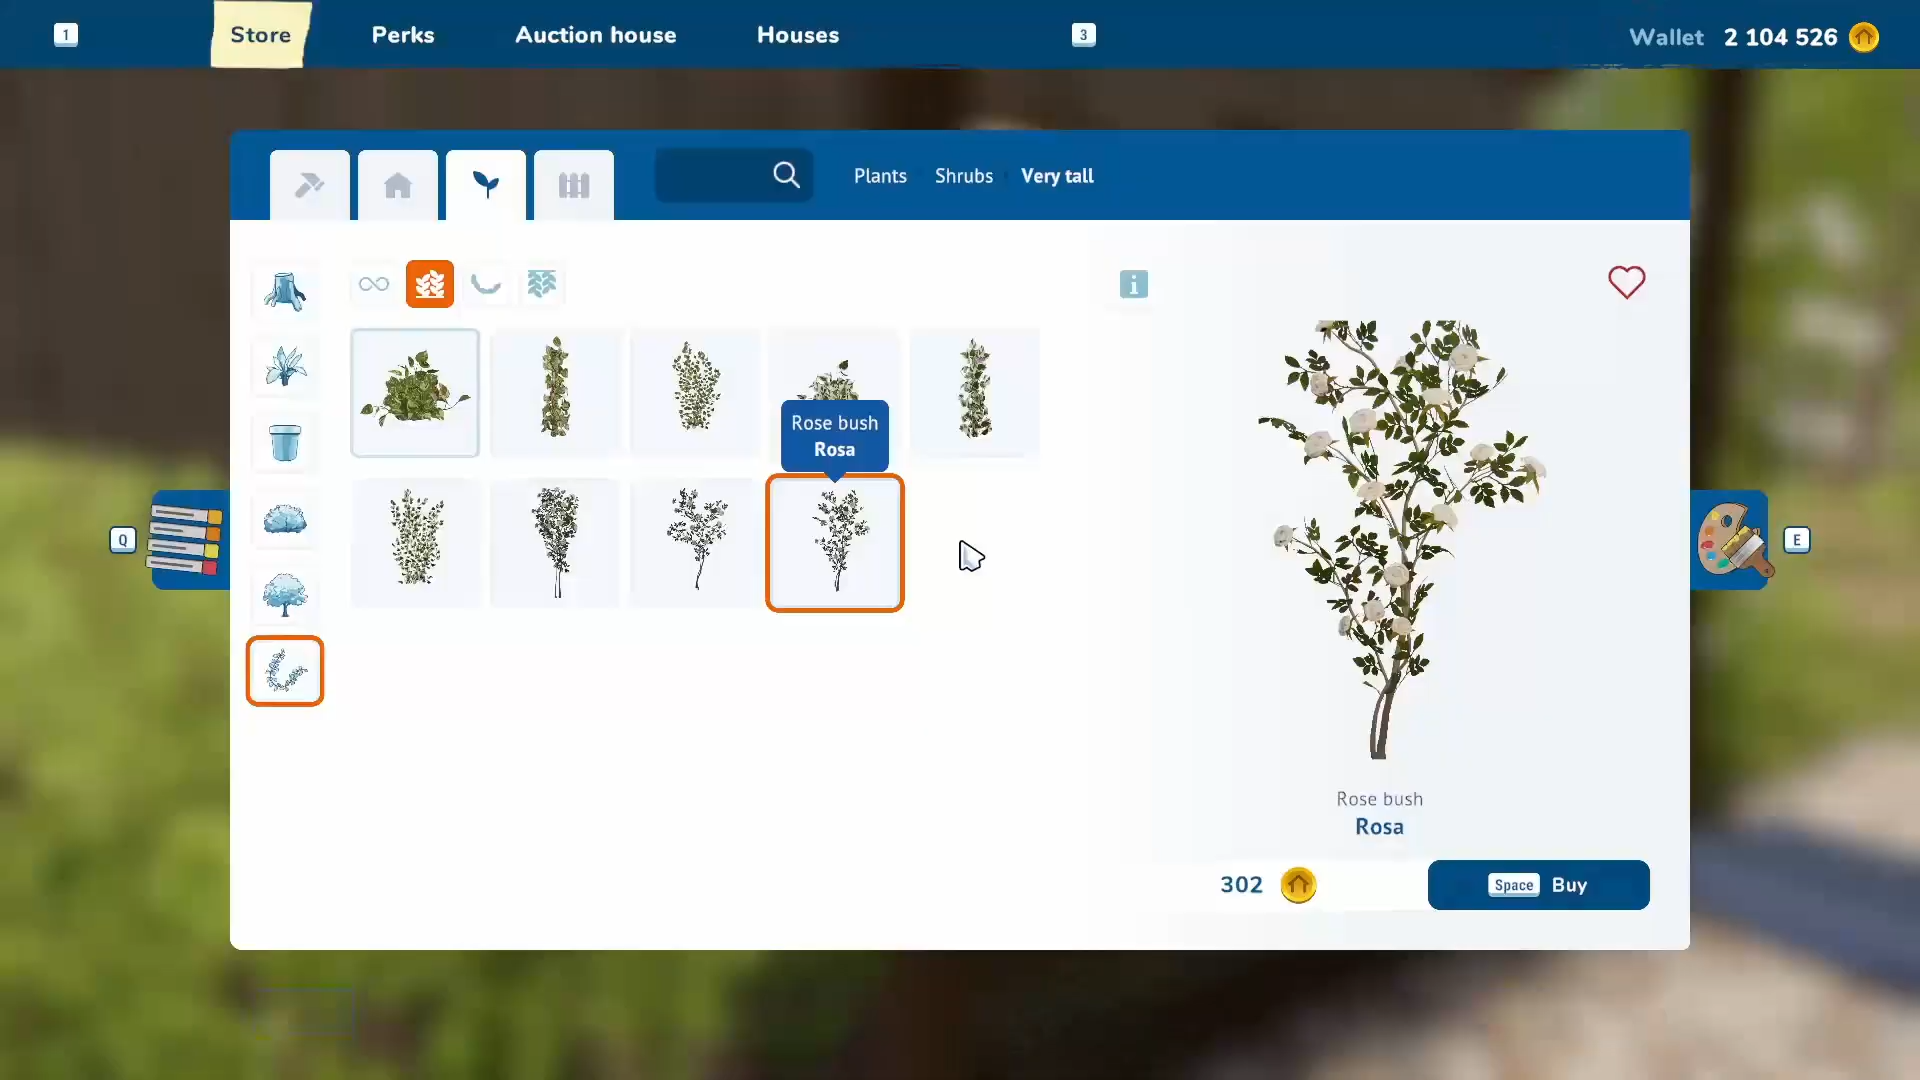 1
Store
Perks
Auction house
Houses
3
Wallet 2 104 526
Plants Shrubs Very tall
i
Rose bush
Rosa
Q
E
Rose bush
Rosa
302
Space Buy